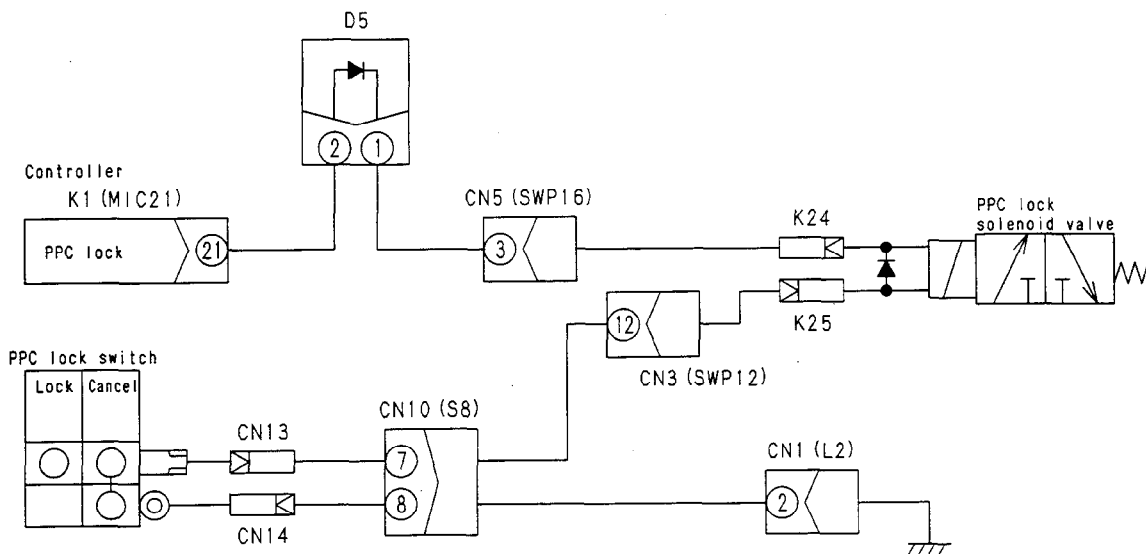 D5
2 1
Controller
K1 (MIC21)
PPC lock 21
CN5 (SWP16)
3
K24
PPC lock
solenoid valve
K25
12
CN3 (SWP12)
PPC lock switch
Lock Cancel
CN13
CN10 (S8)
7
8
CN14
CN1 (L2)
2